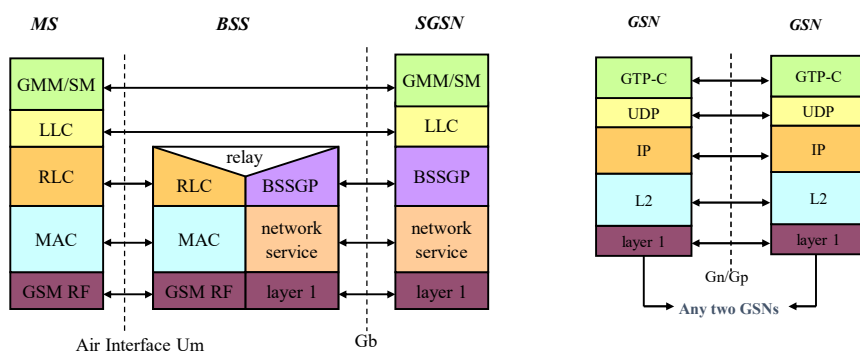 MS
BSS
SGSN
GMM/SM
LLC
RLC
MAC
GSM RF
relay
RLC
BSSGP
MAC
network
service
GSM RF
layer 1
GMM/SM
LLC
BSSGP
network
service
layer 1
Air Interface Um
Gb
GSN
GSN
GTP-C
UDP
IP
L2
layer 1
GTP-C
UDP
IP
L2
layer 1
Gn/Gp
Any two GSNs